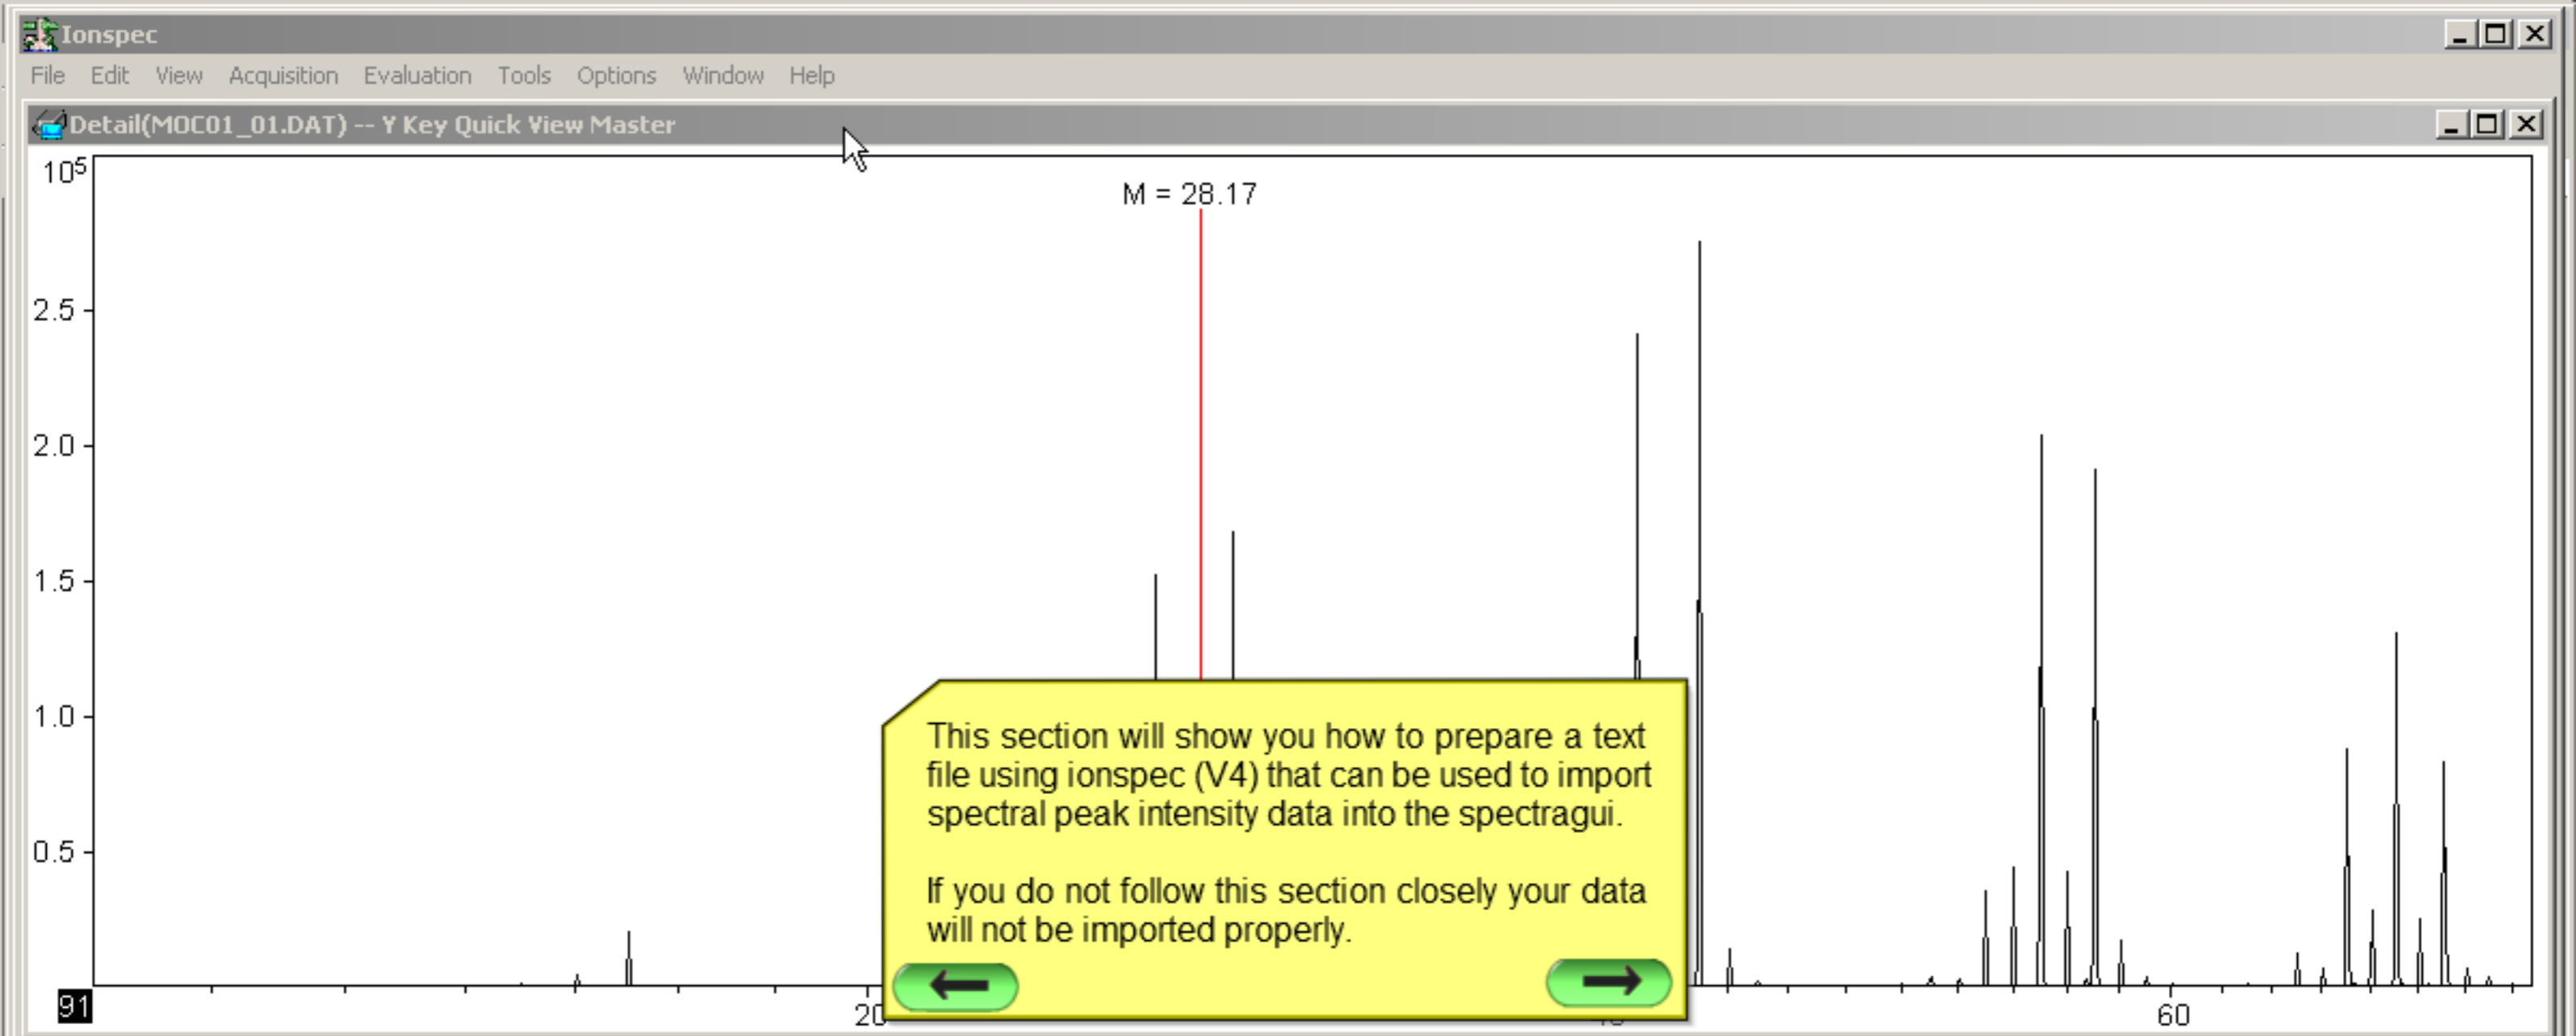 Ionspec
File Edit View Acquisition Evaluation Tools Options Window Help
Detail(MOC01_01.DAT) -- Y Key Quick View Master
10⁵
M = 28.17
2.5
2.0
1.5
1.0
0.5
This section will show you how to prepare a text
file using ionspec (V4) that can be used to import
spectral peak intensity data into the spectragui.
If you do not follow this section closely your data
will not be imported properly.
91
20
60